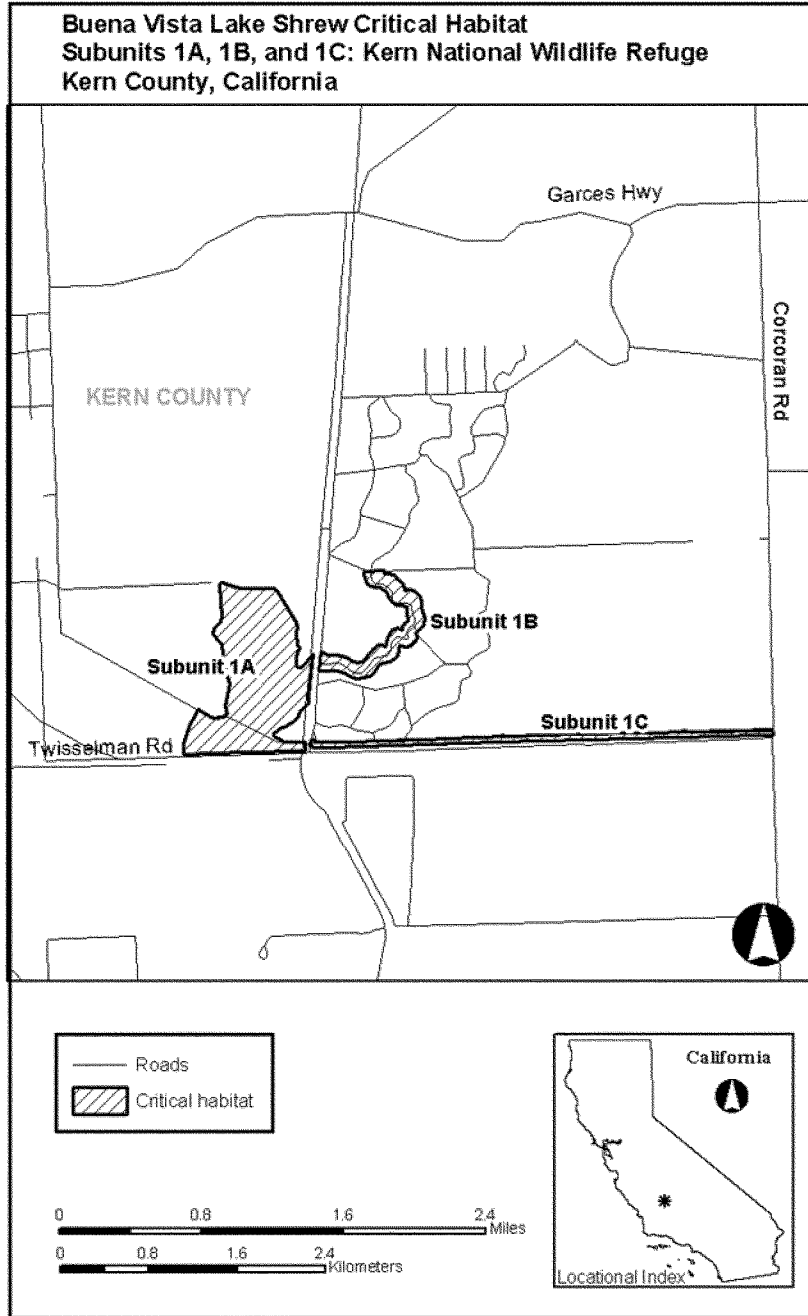 Buena Vista Lake Shrew Critical Habitat
Subunits 1A, 1B, and 1C: Kern National Wildlife Refuge
Kern County, California
Garces Hwy
Corcoran Rd
KERN COUNTY
Subunit 1B
Subunit 1A
Subunit 1C
Twisselman Rd
Roads
Critical habitat
California
Locational Index
0 0.8 1.6 2.4
Miles
0 0.8 1.6 2.4
Kilometers